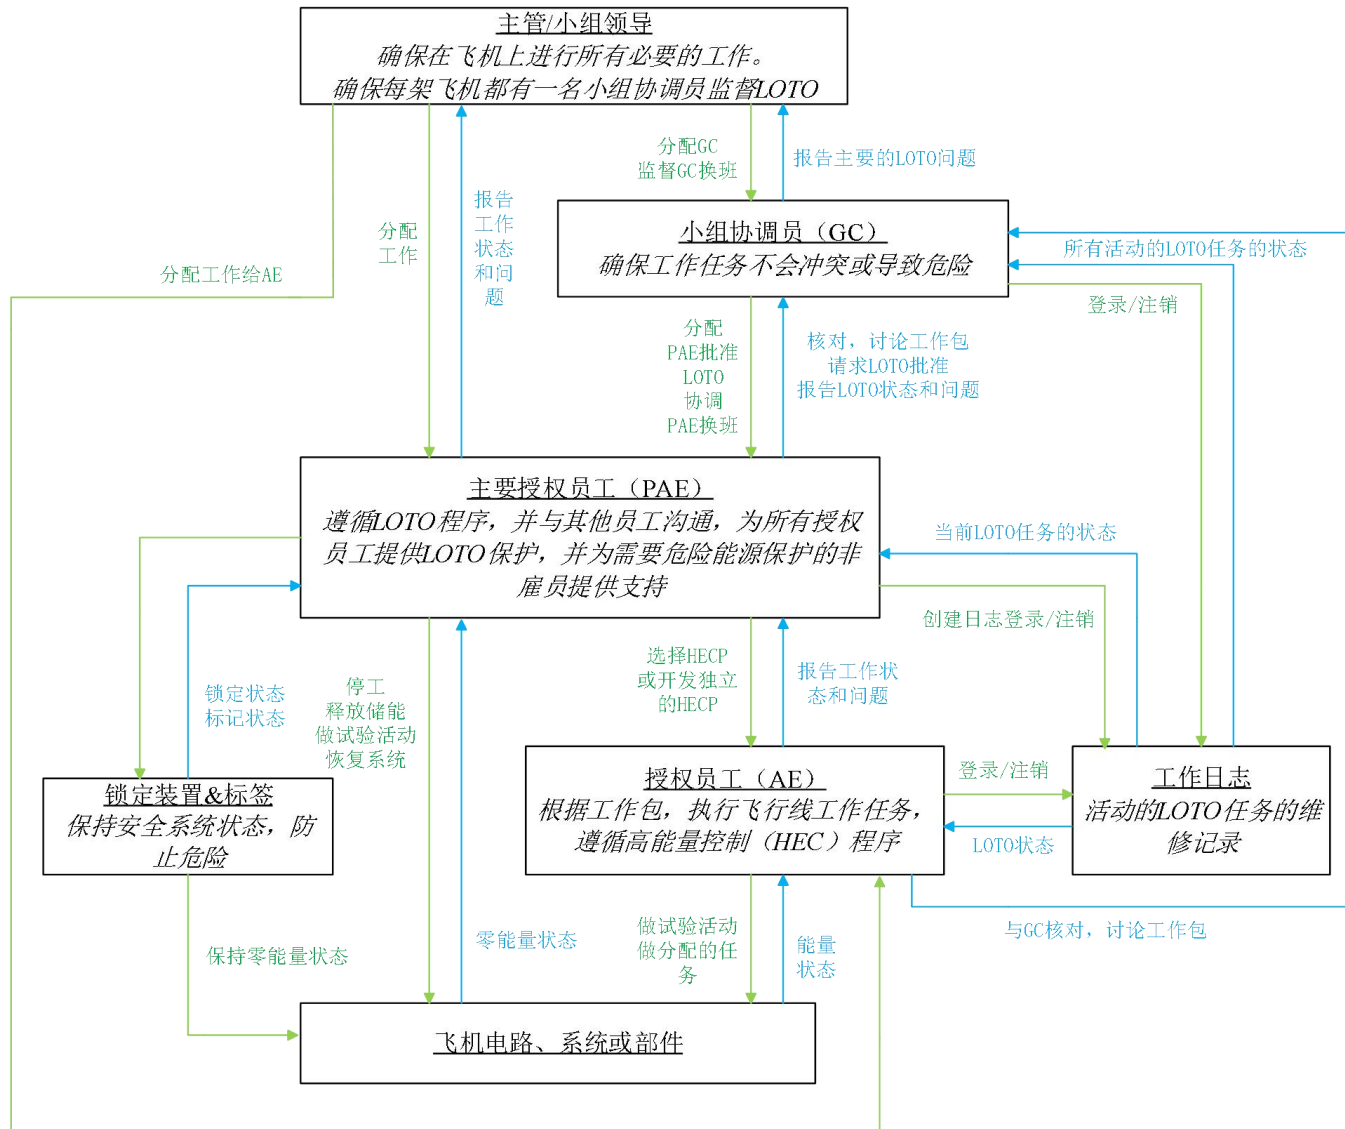 主管/小组领导
确保在飞机上进行所有必要的工作。
确保每架飞机都有一名小组协调员监督LOTO
分配GC
监督GC换班
报告主要的LOTO问题
报告
工作
状态
和问
题
分配
工作
分配工作给AE
小组协调员（GC）
确保工作任务不会冲突或导致危险
所有活动的LOTO任务的状态
登录/注销
分配
PAE批准
LOTO
协调
PAE换班
核对，讨论工作包
请求LOTO批准
报告LOTO状态和问题
主要授权员工（PAE）
遵循LOTO程序，并与其他员工沟通，为所有授权
员工提供LOTO保护，并为需要危险能源保护的非
雇员提供支持
当前LOTO任务的状态
创建日志登录/注销
锁定状态
标记状态
停工
释放储能
做试验活动
恢复系统
选择HECP
或开发独立
的HECP
报告工作状
态和问题
锁定装置&标签
保持安全系统状态，防
止危险
授权员工（AE）
根据工作包，执行飞行线工作任务，
遵循高能量控制（HEC）程序
登录/注销
LOTO状态
工作日志
活动的LOTO任务的维
修记录
保持零能量状态
零能量状态
做试验活动
做分配的任
务
能量
状态
与GC核对，讨论工作包
飞机电路、系统或部件